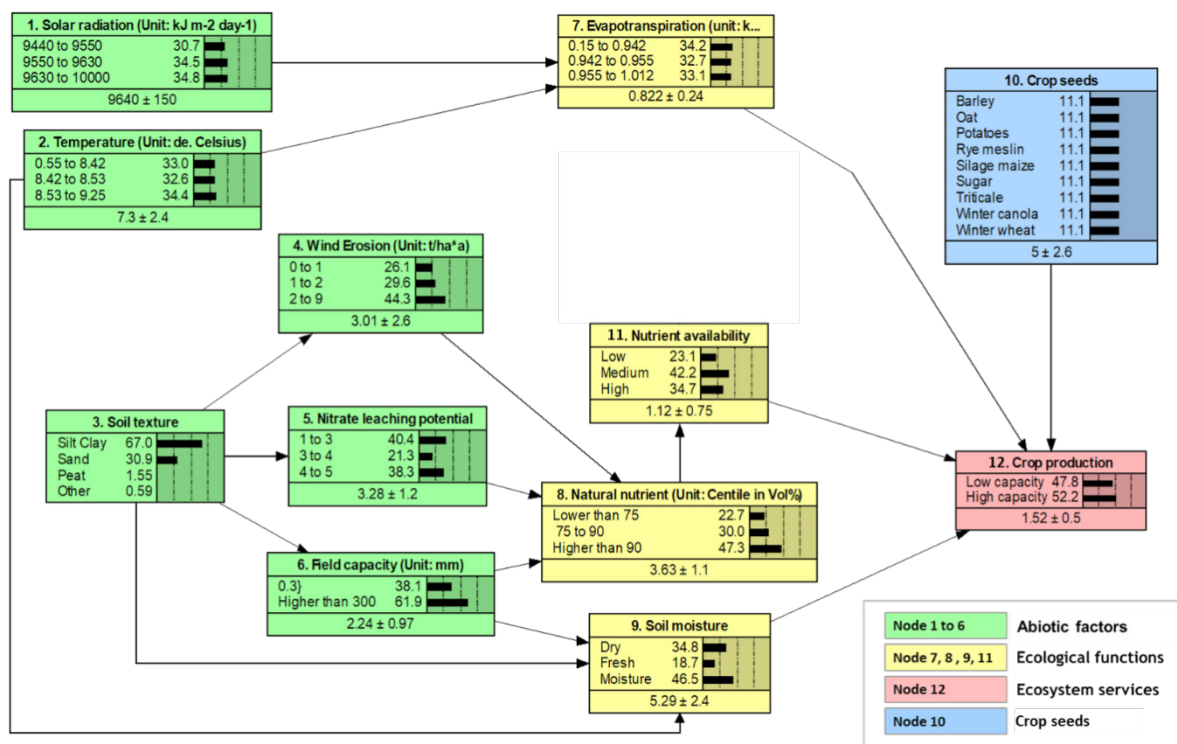 1. Solar radiation (Unit: kJ m-2 day-1)
9440 to 9550 30.7
9550 to 9630 34.5
9630 to 10000 34.8
9640 ± 150
7. Evapotranspiration (unit: k...
0.15 to 0.942 34.2
0.942 to 0.955 32.7
0.955 to 1.012 33.1
0.822 ± 0.24
10. Crop seeds
Barley 11.1
Oat 11.1
Potatoes 11.1
Rye meslin 11.1
Silage maize 11.1
Sugar 11.1
Triticale 11.1
Winter canola 11.1
Winter wheat 11.1
5 ± 2.6
2. Temperature (Unit: de. Celsius)
0.55 to 8.42 33.0
8.42 to 8.53 32.6
8.53 to 9.25 34.4
7.3 ± 2.4
4. Wind Erosion (Unit: t/ha*a)
0 to 1 26.1
1 to 2 29.6
2 to 9 44.3
3.01 ± 2.6
11. Nutrient availability
Low 23.1
Medium 42.2
High 34.7
1.12 ± 0.75
3. Soil texture
Silt Clay 67.0
Sand 30.9
Peat 1.55
Other 0.59
5. Nitrate leaching potential
1 to 3 40.4
3 to 4 21.3
4 to 5 38.3
3.28 ± 1.2
12. Crop production
Low capacity 47.8
High capacity 52.2
1.52 ± 0.5
8. Natural nutrient (Unit: Centile in Vol%)
Lower than 75 22.7
75 to 90 30.0
Higher than 90 47.3
3.63 ± 1.1
6. Field capacity (Unit: mm)
0.3} 38.1
Higher than 300 61.9
2.24 ± 0.97
9. Soil moisture
Dry 34.8
Fresh 18.7
Moisture 46.5
5.29 ± 2.4
Node 1 to 6 Abiotic factors
Node 7, 8, 9, 11 Ecological functions
Node 12 Ecosystem services
Node 10 Crop seeds